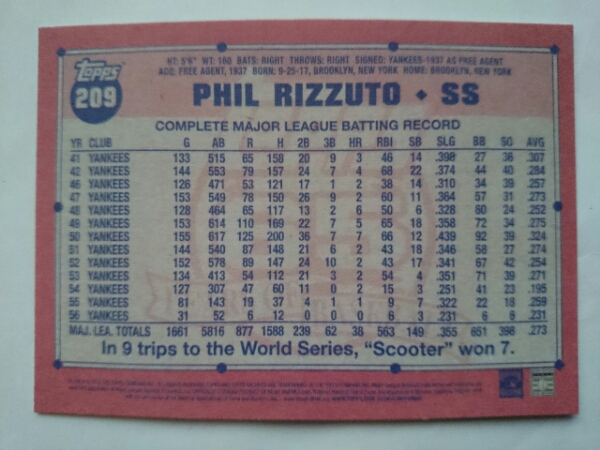 topps
209
HT: 5'6" WT: 160 BATS: RIGHT THROWS: RIGHT SIGNED: YANKEES-1937 AS FREE AGENT
ACQ: FREE AGENT, 1937 BORN: 9-25-17, BROOKLYN, NEW YORK HOME: BROOKLYN, NEW YORK
PHIL RIZZUTO • SS
COMPLETE MAJOR LEAGUE BATTING RECORD
YR CLUB G AB R H 2B 3B HR RBI SB SLG BB SO AVG
41 YANKEES 133 515 65 158 20 9 3 46 14 .398 27 36 .307
42 YANKEES 144 553 79 157 24 7 4 68 22 .374 44 40 .284
46 YANKEES 126 471 53 121 17 1 2 38 14 .310 34 39 .257
47 YANKEES 153 549 78 150 26 9 2 60 11 .364 57 31 .273
48 YANKEES 128 464 65 117 13 2 6 50 6 .328 60 24 .252
49 YANKEES 153 614 110 169 22 7 5 65 18 .358 72 34 .275
50 YANKEES 155 617 125 200 36 7 7 66 12 .439 92 39 .324
51 YANKEES 144 540 87 148 21 6 2 43 18 .346 58 27 .274
52 YANKEES 152 578 89 147 24 10 2 43 17 .341 67 42 .254
53 YANKEES 134 413 54 112 21 3 2 54 4 .351 71 39 .271
54 YANKEES 127 307 47 60 11 0 2 15 3 .251 41 23 .195
55 YANKEES 81 143 19 37 4 1 1 9 7 .322 22 18 .259
56 YANKEES 31 52 6 12 0 0 0 6 3 .231 6 6 .231
MAJ. LEA. TOTALS 1661 5816 877 1588 239 62 38 563 149 .355 651 398 .273
In 9 trips to the World Series, "Scooter" won 7.